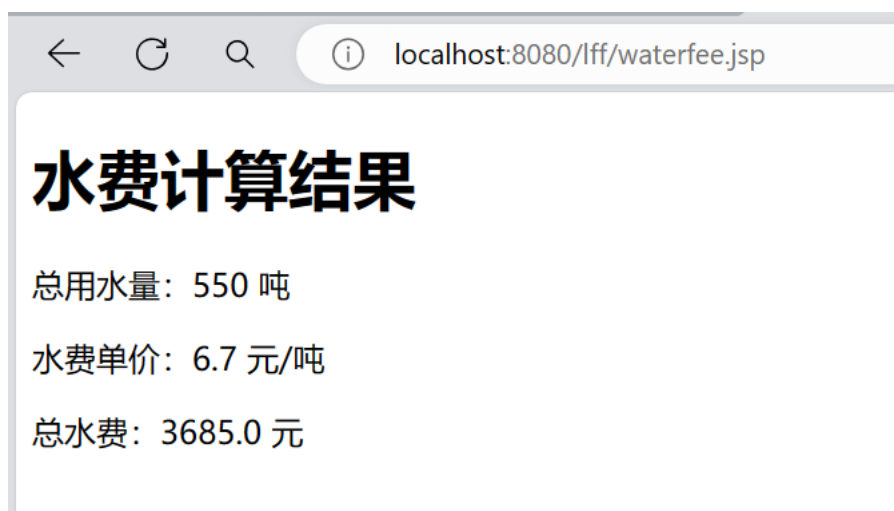 localhost:8080/lff/waterfee.jsp
水费计算结果
总用水量：550 吨
水费单价：6.7 元/吨
总水费：3685.0 元